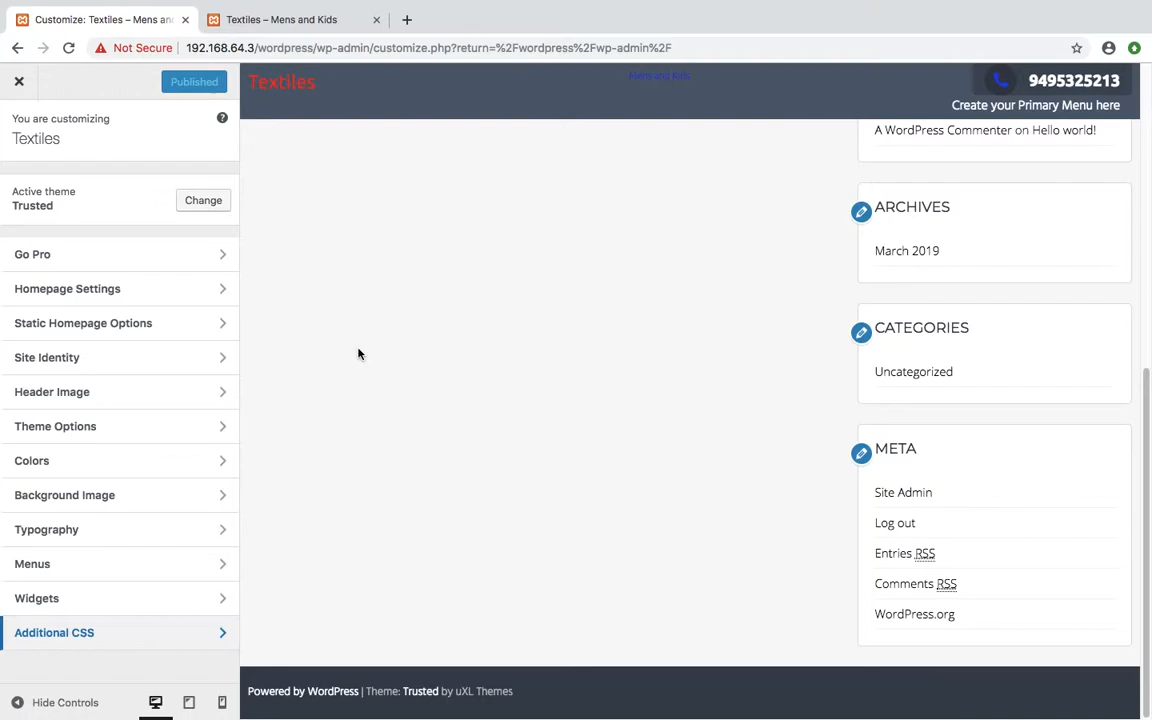 Customize: Textiles – Mens and
Textiles – Mens and Kids
Not Secure
192.168.64.3/wordpress/wp-admin/customize.php?return=%2Fwordpress%2Fwp-admin%2F
Published
You are customizing
Textiles
Active theme
Trusted
Change
Go Pro
Homepage Settings
Static Homepage Options
Site Identity
Header Image
Theme Options
Colors
Background Image
Typography
Menus
Widgets
Additional CSS
Hide Controls
Textiles
Mens and Kids
9495325213
Create your Primary Menu here
A WordPress Commenter on Hello world!
ARCHIVES
March 2019
CATEGORIES
Uncategorized
META
Site Admin
Log out
Entries RSS
Comments RSS
WordPress.org
Powered by WordPress | Theme: Trusted by uXL Themes